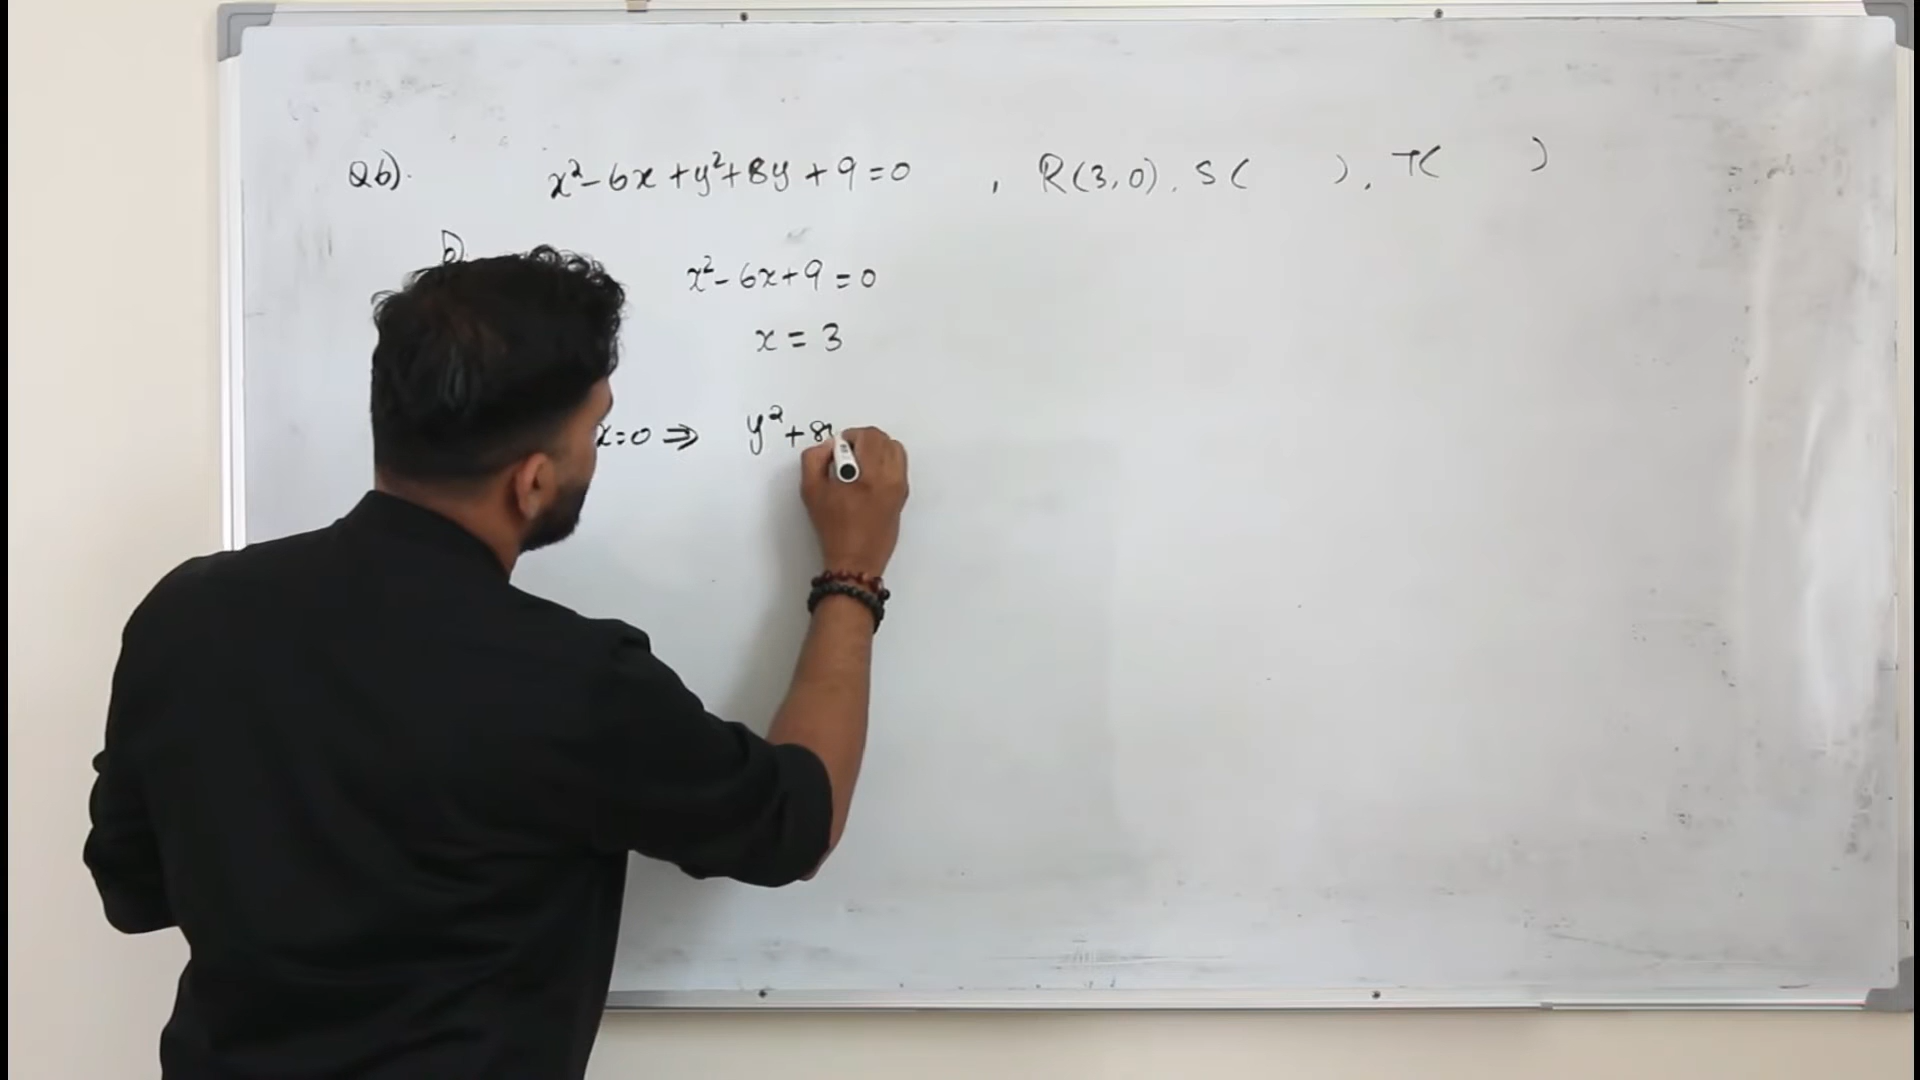 Q6). x²-6x+y²+8y+9=0 , R(3,0), S( ), T( )
b)
x²-6x+9=0
x=3
x=0 ⇒ y²+8y